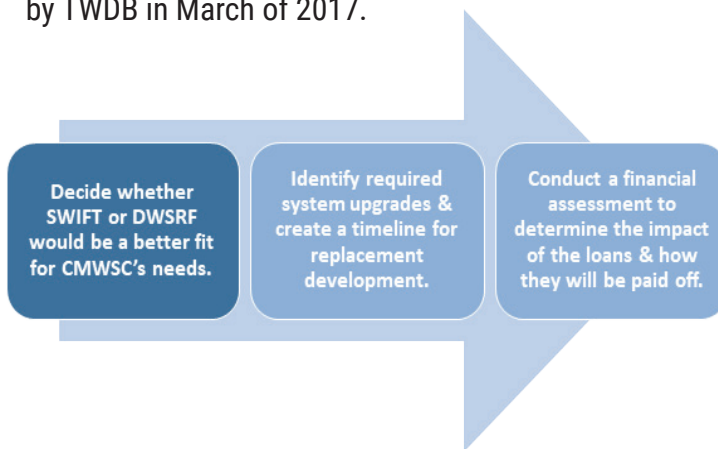 by TWDB in March of 2017.
Decide whether
SWIFT or DWSRF
would be a better fit
for CMWSC's needs.
Identify required
system upgrades &
create a timeline for
replacement
development.
Conduct a financial
assessment to
determine the impact
of the loans & how
they will be paid off.